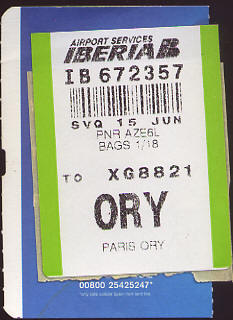 AIRPORT SERVICES
IBERIA
IB 672357
SVQ 15 JUN
PNR AZE6L
BAGS 1/18
TO XG8821
ORY
PARIS ORY
00800 25425247*